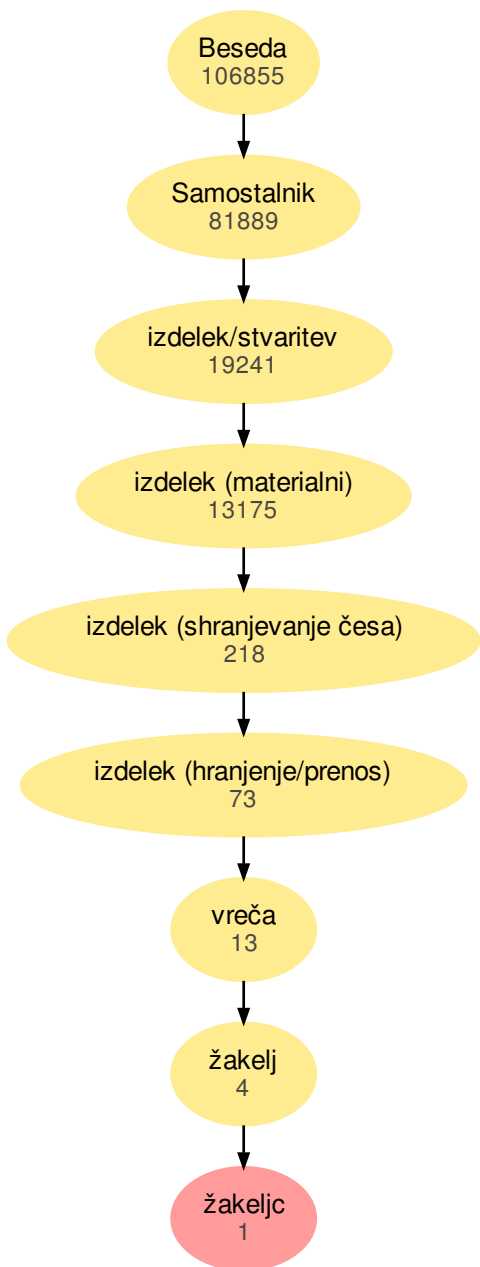 Beseda
106855
Samostalnik
81889
izdelek/stvaritev
19241
izdelek (materialni)
13175
izdelek (shranjevanje česa)
218
izdelek (hranjenje/prenos)
73
vreča
13
žakelj
4
žakeljc
1